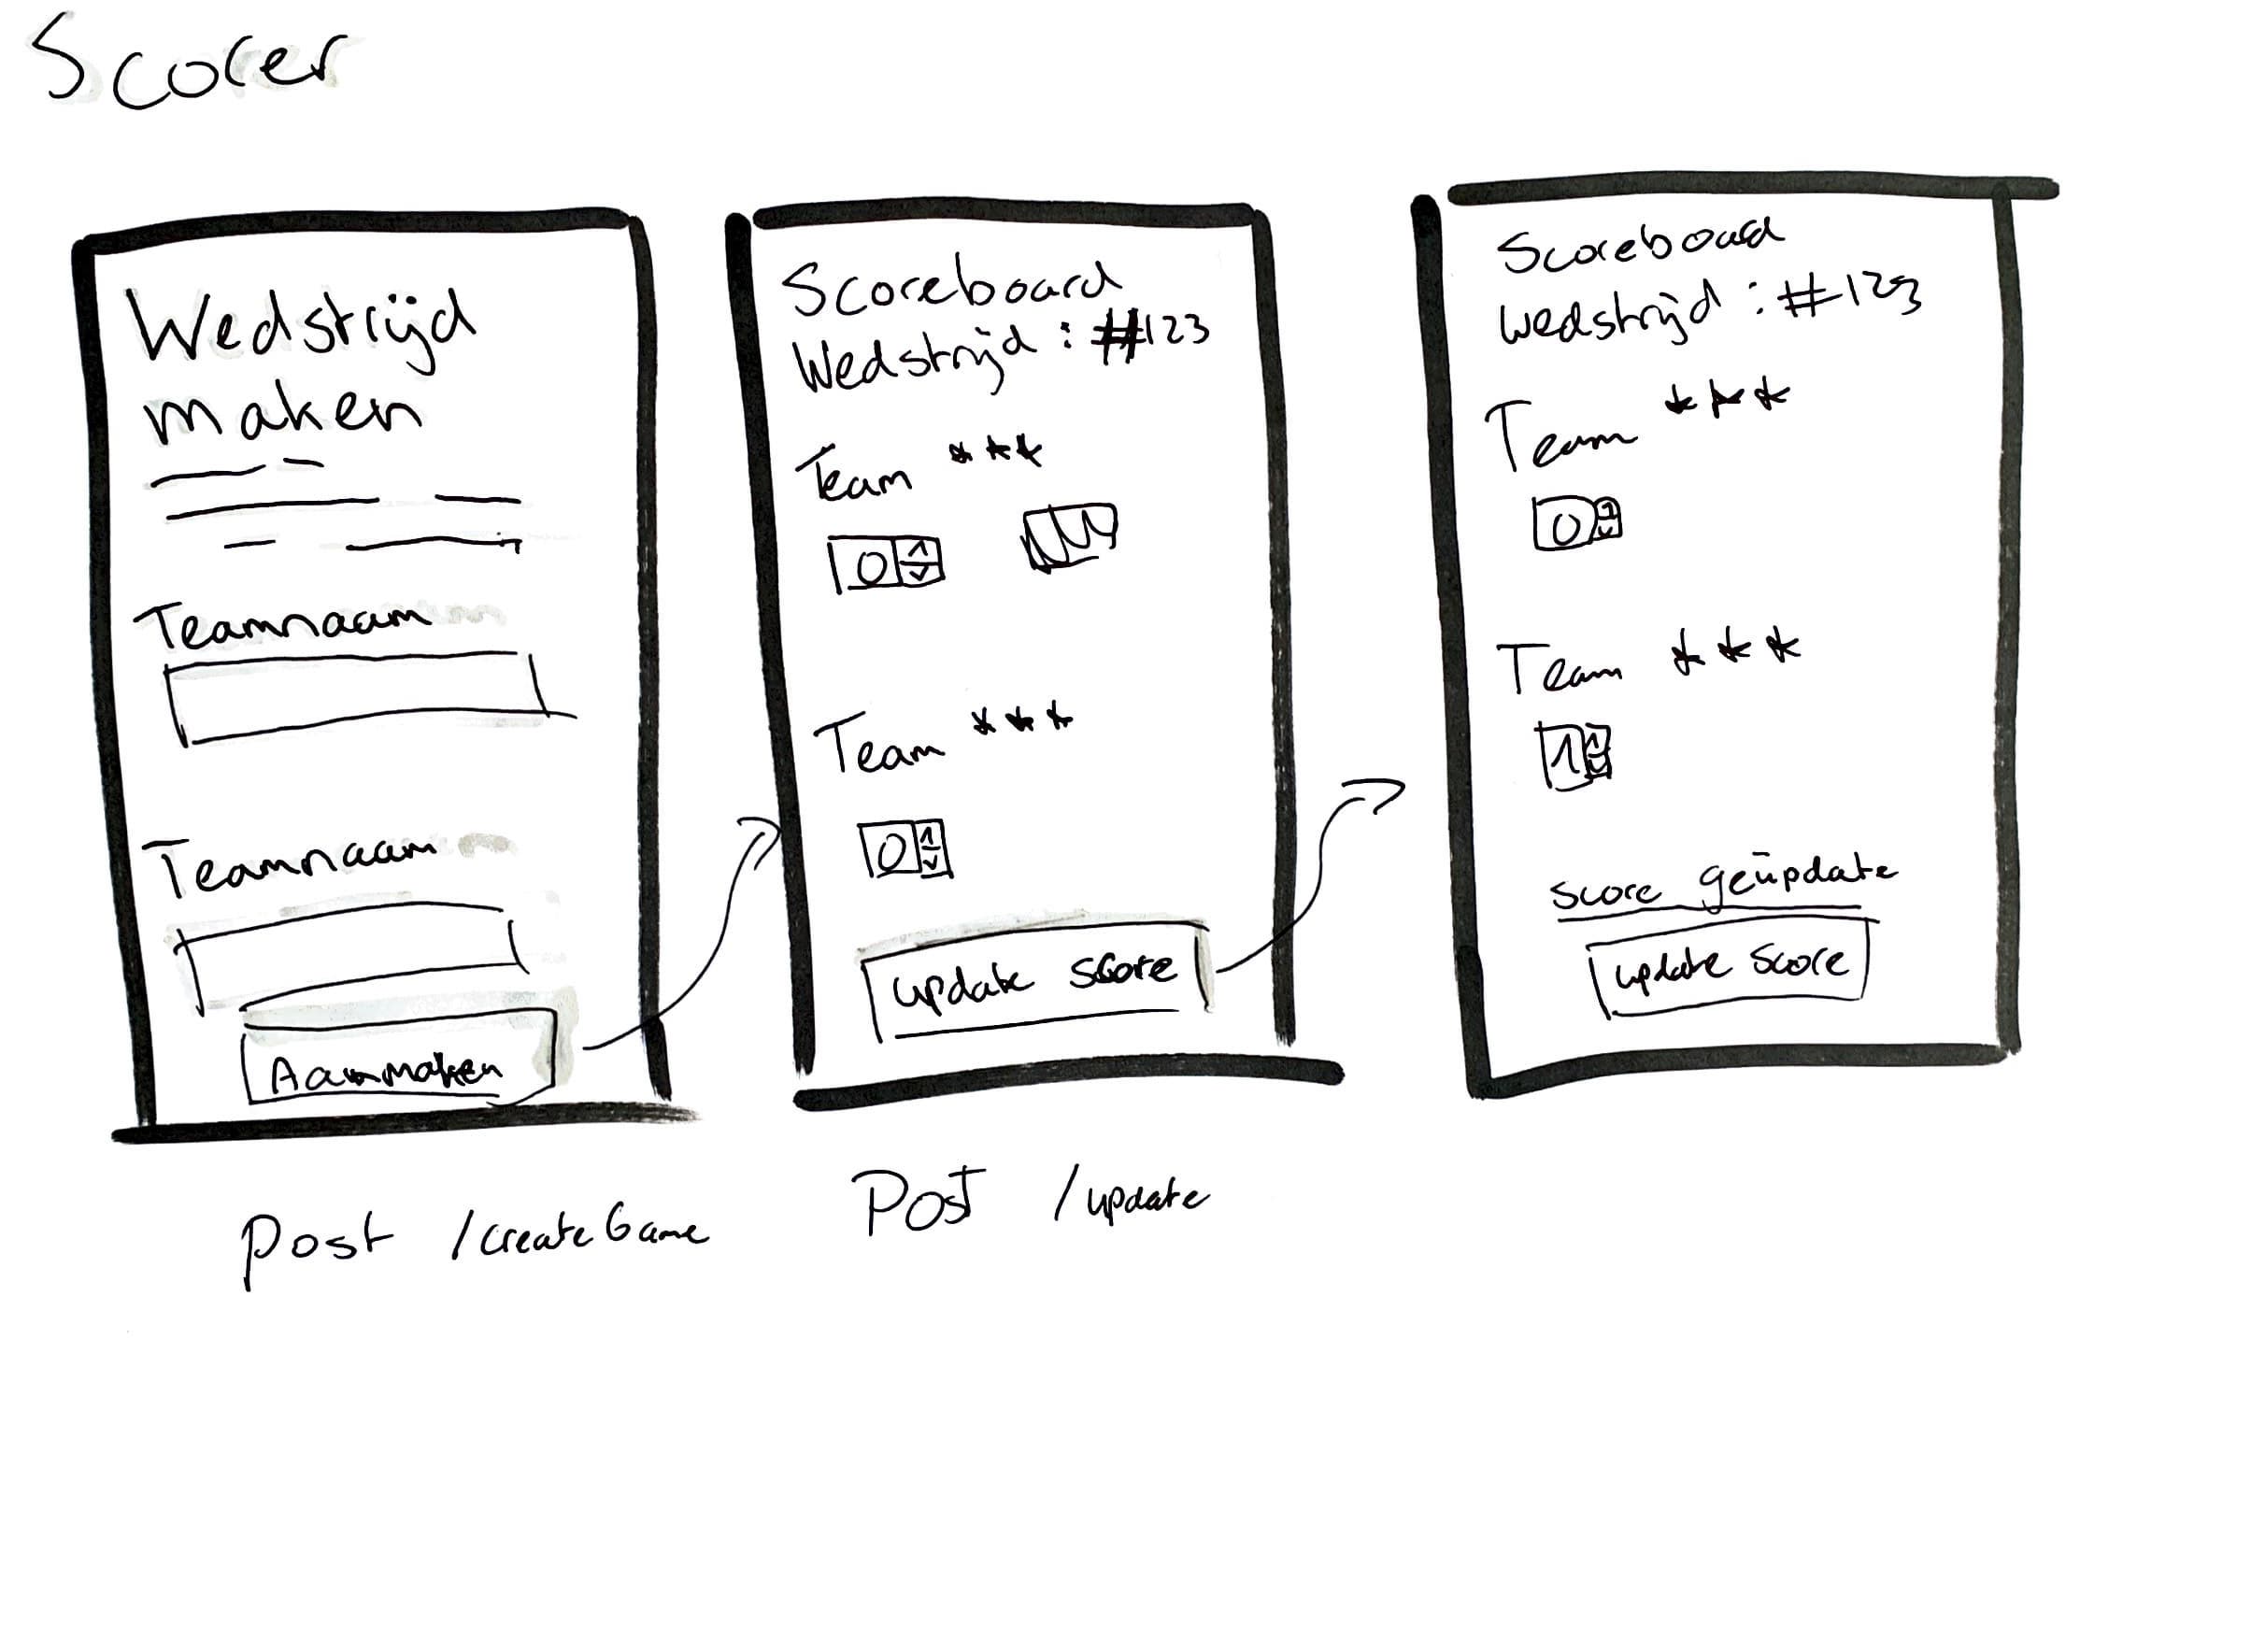 Scorer
Wedstrijd
maken
Teamnaam
Teamnaam
Aanmaken
Post /createGame
Scoreboard
Wedstrijd : #123
Team ***
0
Team ***
0
update score
Post /update
Scoreboard
wedstrijd : #123
Team ***
0
Team ***
1
score geüpdate
update score